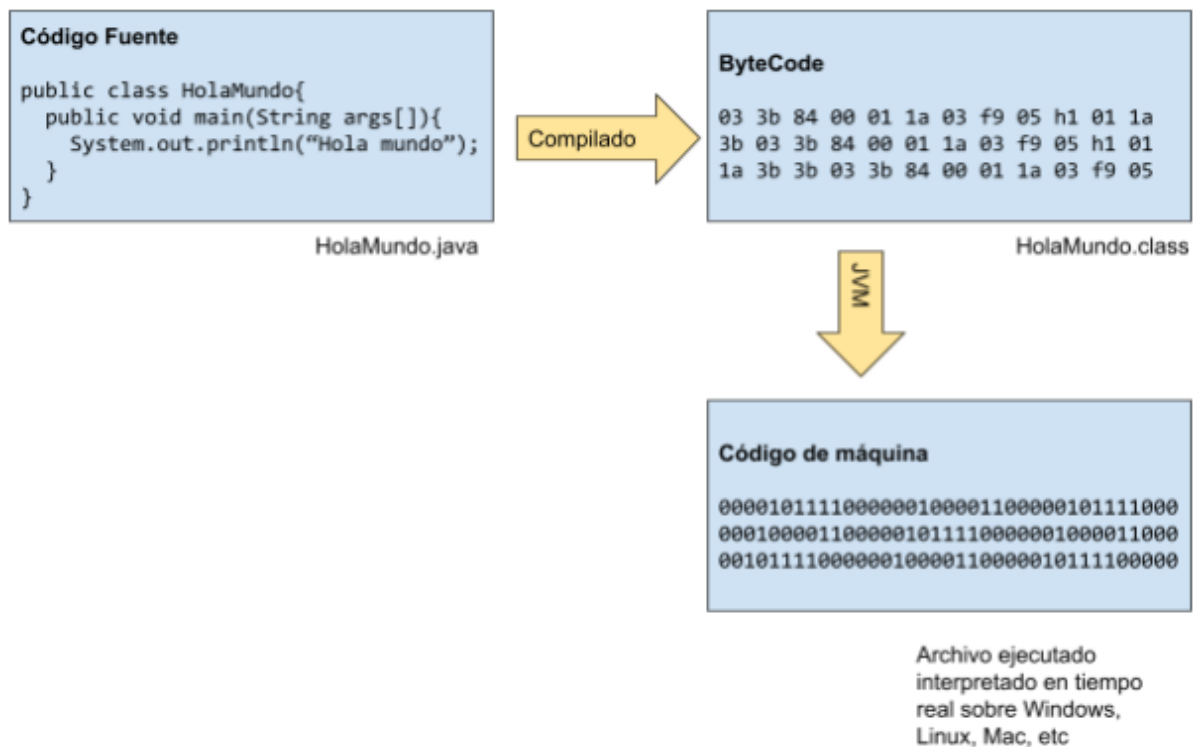 Código Fuente
public class HolaMundo{
public void main(String args[]){
System.out.println(“Hola mundo”);
}
}
HolaMundo.java
Compilado
ByteCode
03 3b 84 00 01 1a 03 f9 05 h1 01 1a
3b 03 3b 84 00 01 1a 03 f9 05 h1 01
1a 3b 3b 03 3b 84 00 01 1a 03 f9 05
HolaMundo.class
JVM
Código de máquina
0000101111000000100001100000101111000
0001000011000001011110000001000011000
0010111100000010000110000010111100000
Archivo ejecutado
interpretado en tiempo
real sobre Windows,
Linux, Mac, etc